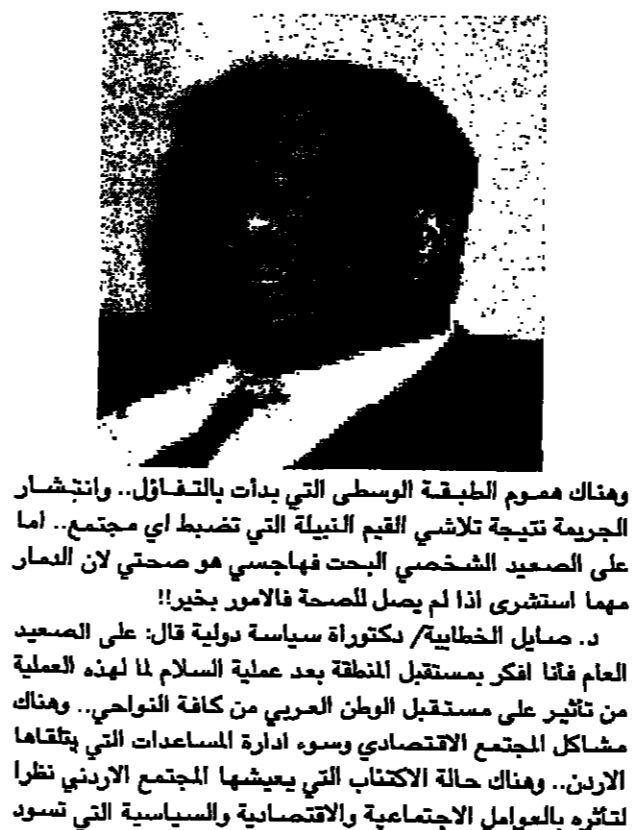 وهناك هموم الطبقة الوسطى التي بدأت بالتفاؤل.. وانتشار
الجريمة نتيجة تلاشي القيم النبيلة التي تضبط اي مجتمع.. أما
على الصعيد الشخصي البحت فهاجسي هو صحتي لان الدمار
مهما استشرى اذا لم يصل للصحة فالامور بخير!!
د. صايل الخطابية/ دكتوراة سياسة دولية قال: على الصعيد
العام فأنا افكر بمستقبل المنطقة بعد عملية السلام لما لهذه العملية
من تأثير على مستقبل الوطن العربي من كافة النواحي.. وهناك
مشاكل المجتمع الاقتصادي وسوء ادارة المساعدات التي يتلقاها
الاردن.. وهناك حالة الاكتئاب التي يعيشها المجتمع الاردني نظرا
لتأثره بالعوامل الاجتماعية والاقتصادية والسياسية التي تسود